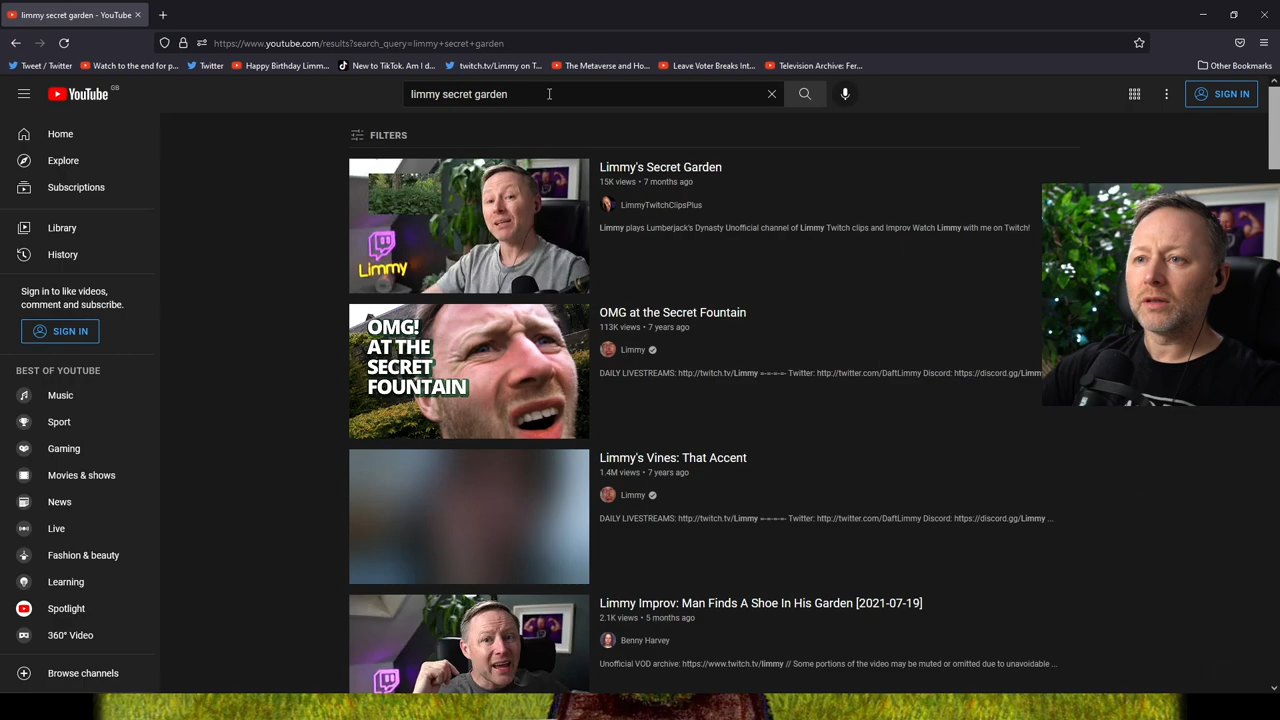 limmy secret garden - YouTube
https://www.youtube.com/results?search_query=limmy+secret+garden
Tweet / Twitter
Watch to the end for p...
Twitter
Happy Birthday Limm...
New to TikTok. Am I d...
twitch.tv/Limmy on T...
The Metaverse and Ho...
Leave Voter Breaks Int...
Television Archive: Fer...
Other Bookmarks
YouTube GB
limmy secret garden
SIGN IN
Home
Explore
Subscriptions
Library
History
Sign in to like videos,
comment and subscribe.
SIGN IN
BEST OF YOUTUBE
Music
Sport
Gaming
Movies & shows
News
Live
Fashion & beauty
Learning
Spotlight
360° Video
Browse channels
FILTERS
Limmy
Limmy's Secret Garden
15K views • 7 months ago
LimmyTwitchClipsPlus
Limmy plays Lumberjack's Dynasty Unofficial channel of Limmy Twitch clips and Improv Watch Limmy with me on Twitch!
OMG!
AT THE
SECRET
FOUNTAIN
OMG at the Secret Fountain
113K views • 7 years ago
Limmy
DAILY LIVESTREAMS: http://twitch.tv/Limmy =-=-=-=- Twitter: http://twitter.com/DaftLimmy Discord: https://discord.gg/Limm
Limmy's Vines: That Accent
1.4M views • 7 years ago
Limmy
DAILY LIVESTREAMS: http://twitch.tv/Limmy =-=-=-=- Twitter: http://twitter.com/DaftLimmy Discord: https://discord.gg/Limmy ...
Limmy Improv: Man Finds A Shoe In His Garden [2021-07-19]
2.1K views • 5 months ago
Benny Harvey
Unofficial VOD archive: https://www.twitch.tv/limmy // Some portions of the video may be muted or omitted due to unavoidable ...